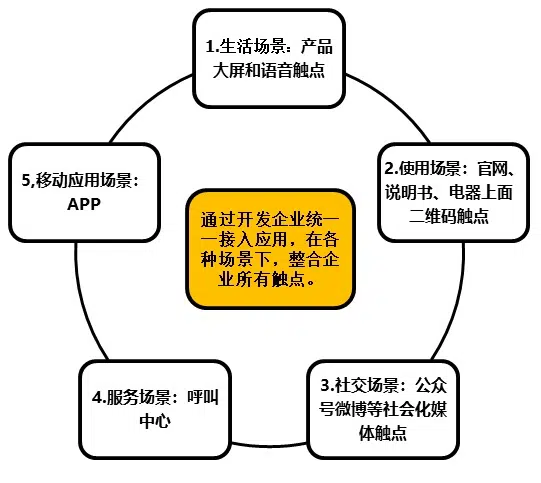 1.生活场景：产品
大屏和语音触点
2.使用场景：官网、
说明书、电器上面
二维码触点
3.社交场景：公众
号微博等社会化媒
体触点
4.服务场景：呼叫
中心
5,移动应用场景：
APP
通过开发企业统一
一接入应用，在各
种场景下，整合企
业所有触点。